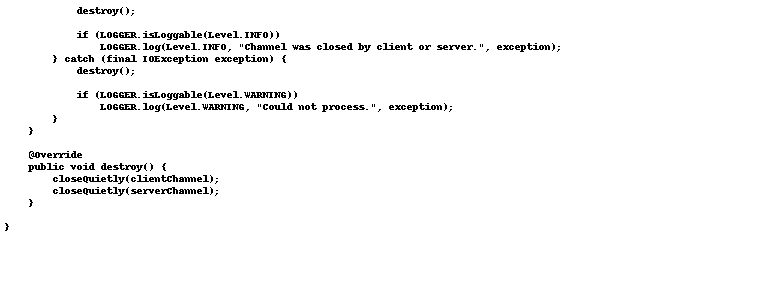 destroy();

            if (LOGGER.isLoggable(Level.INFO))
                LOGGER.log(Level.INFO, "Channel was closed by client or server.", exception);
        } catch (final IOException exception) {
            destroy();

            if (LOGGER.isLoggable(Level.WARNING))
                LOGGER.log(Level.WARNING, "Could not process.", exception);
        }
    }

    @Override
    public void destroy() {
        closeQuietly(clientChannel);
        closeQuietly(serverChannel);
    }

}